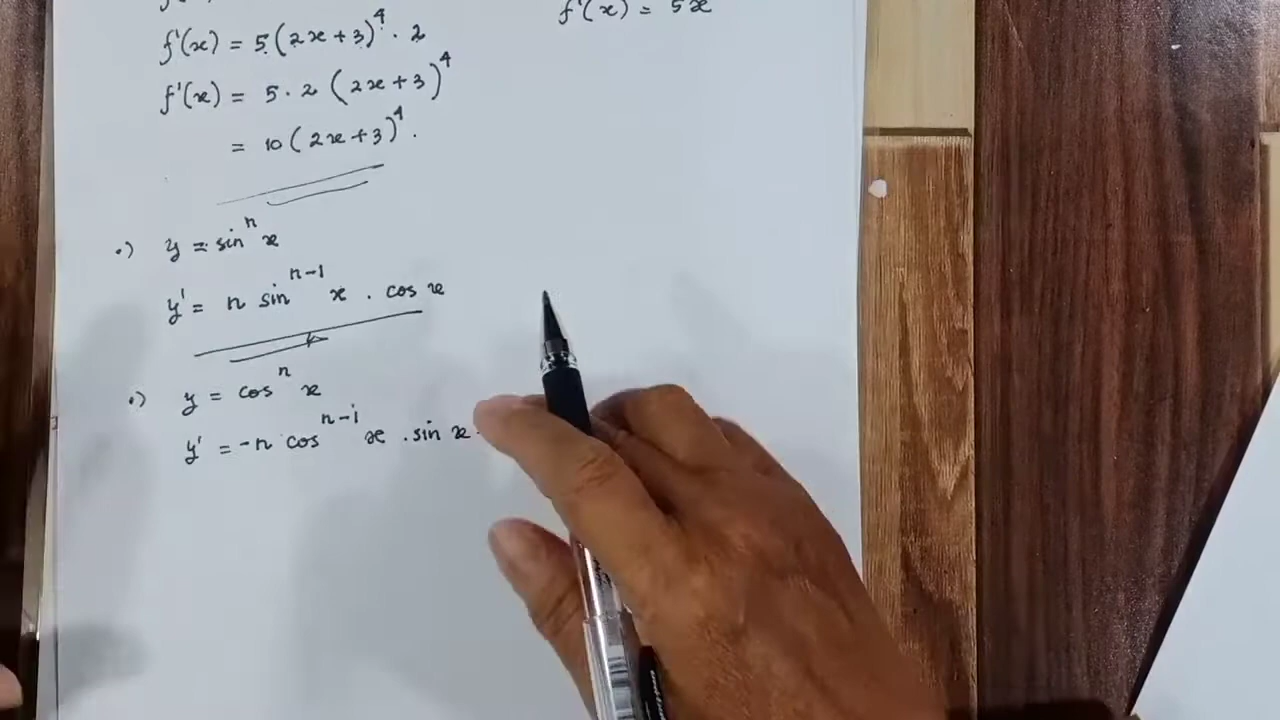 f'(x) = 5x
f'(x) = 5(2x+3)⁴ . 2
f'(x) = 5 . 2 (2x+3)⁴
= 10(2x+3)⁴.
•) y = sinⁿ x
y' = n sinⁿ⁻¹ x . cos x
•) y = cosⁿ x
y' = -n cosⁿ⁻¹ x . sin x .